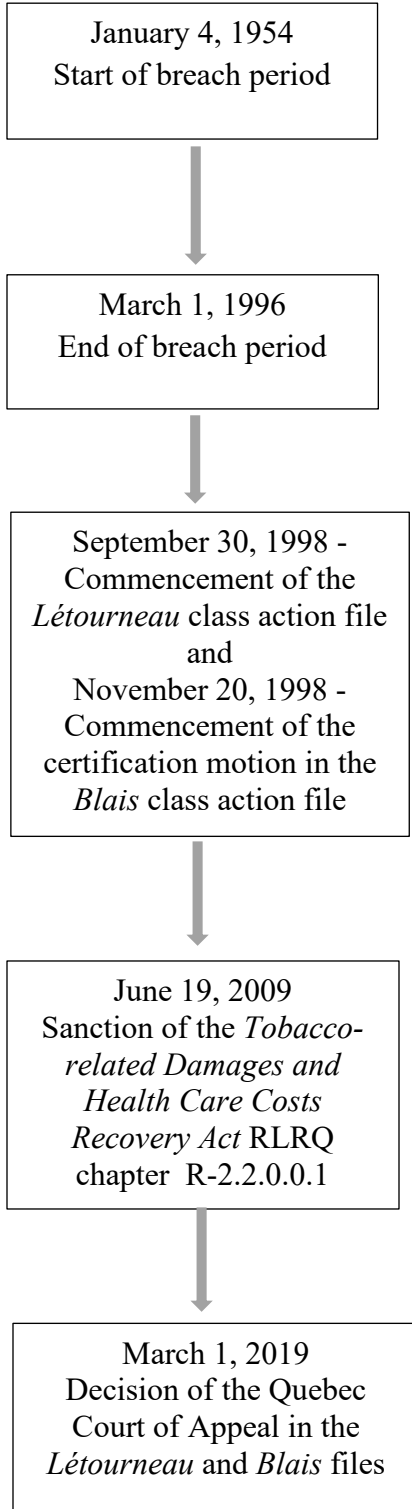 January 4, 1954
Start of breach period
March 1, 1996
End of breach period
September 30, 1998 -
Commencement of the
Létourneau class action file
and
November 20, 1998 -
Commencement of the
certification motion in the
Blais class action file
June 19, 2009
Sanction of the Tobacco-
related Damages and
Health Care Costs
Recovery Act RLRQ
chapter R-2.2.0.0.1
March 1, 2019
Decision of the Quebec
Court of Appeal in the
Létourneau and Blais files